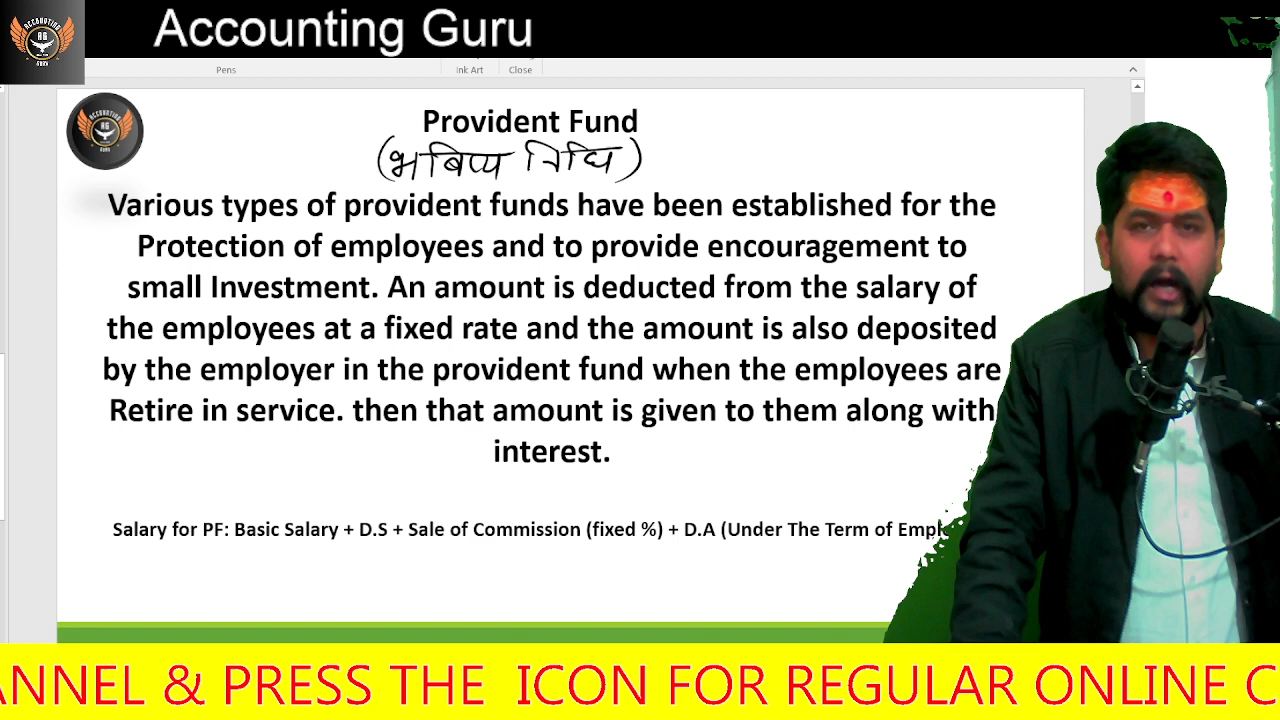 Accounting Guru
Pens
Ink Art
Close
Provident Fund
(भबिष्य निधि)
Various types of provident funds have been established for the
Protection of employees and to provide encouragement to
small Investment. An amount is deducted from the salary of
the employees at a fixed rate and the amount is also deposited
by the employer in the provident fund when the employees are
Retire in service. then that amount is given to them along with
interest.
Salary for PF: Basic Salary + D.S + Sale of Commission (fixed %) + D.A (Under The Term of Empl
ANNEL & PRESS THE ICON FOR REGULAR ONLINE C